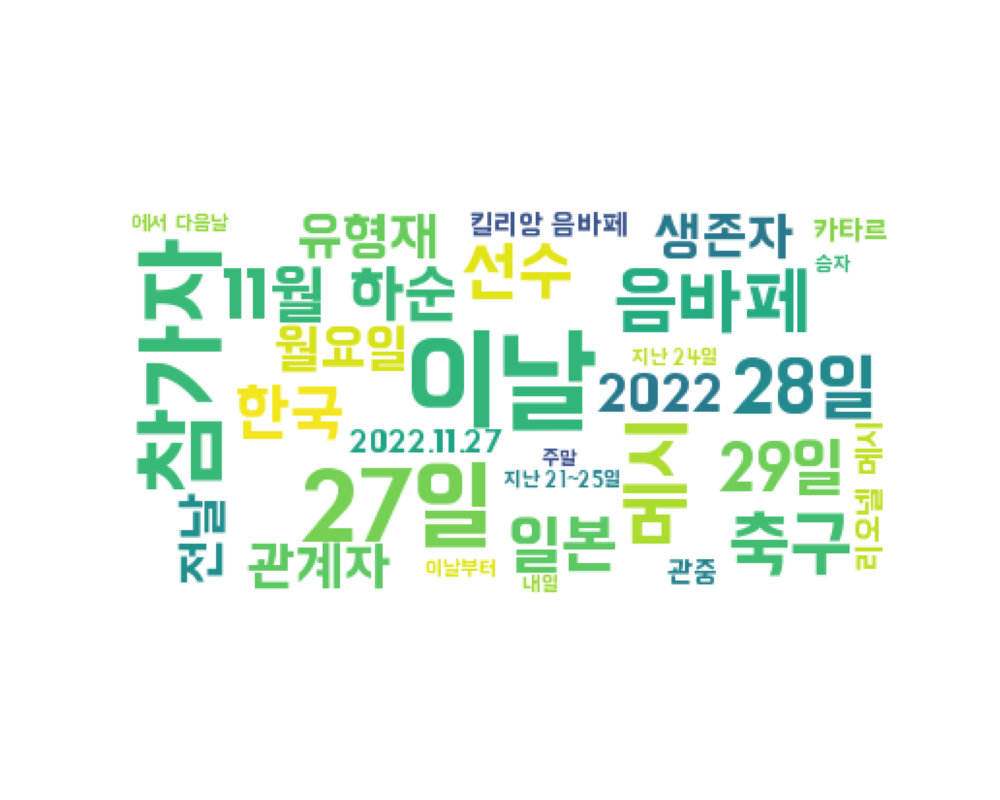 에서 다음날
유형재
킬리앙 음바페
생존자
카타르
승자
참가자
11월
하순
선수
음바페
월요일
이날
지난 24일
한국
2022
28일
2022.11.27
주말
지난 21~25일
메시
29일
메시
27일
전날
일본
축구
리오넬
관계자
이날부터
내일
관중